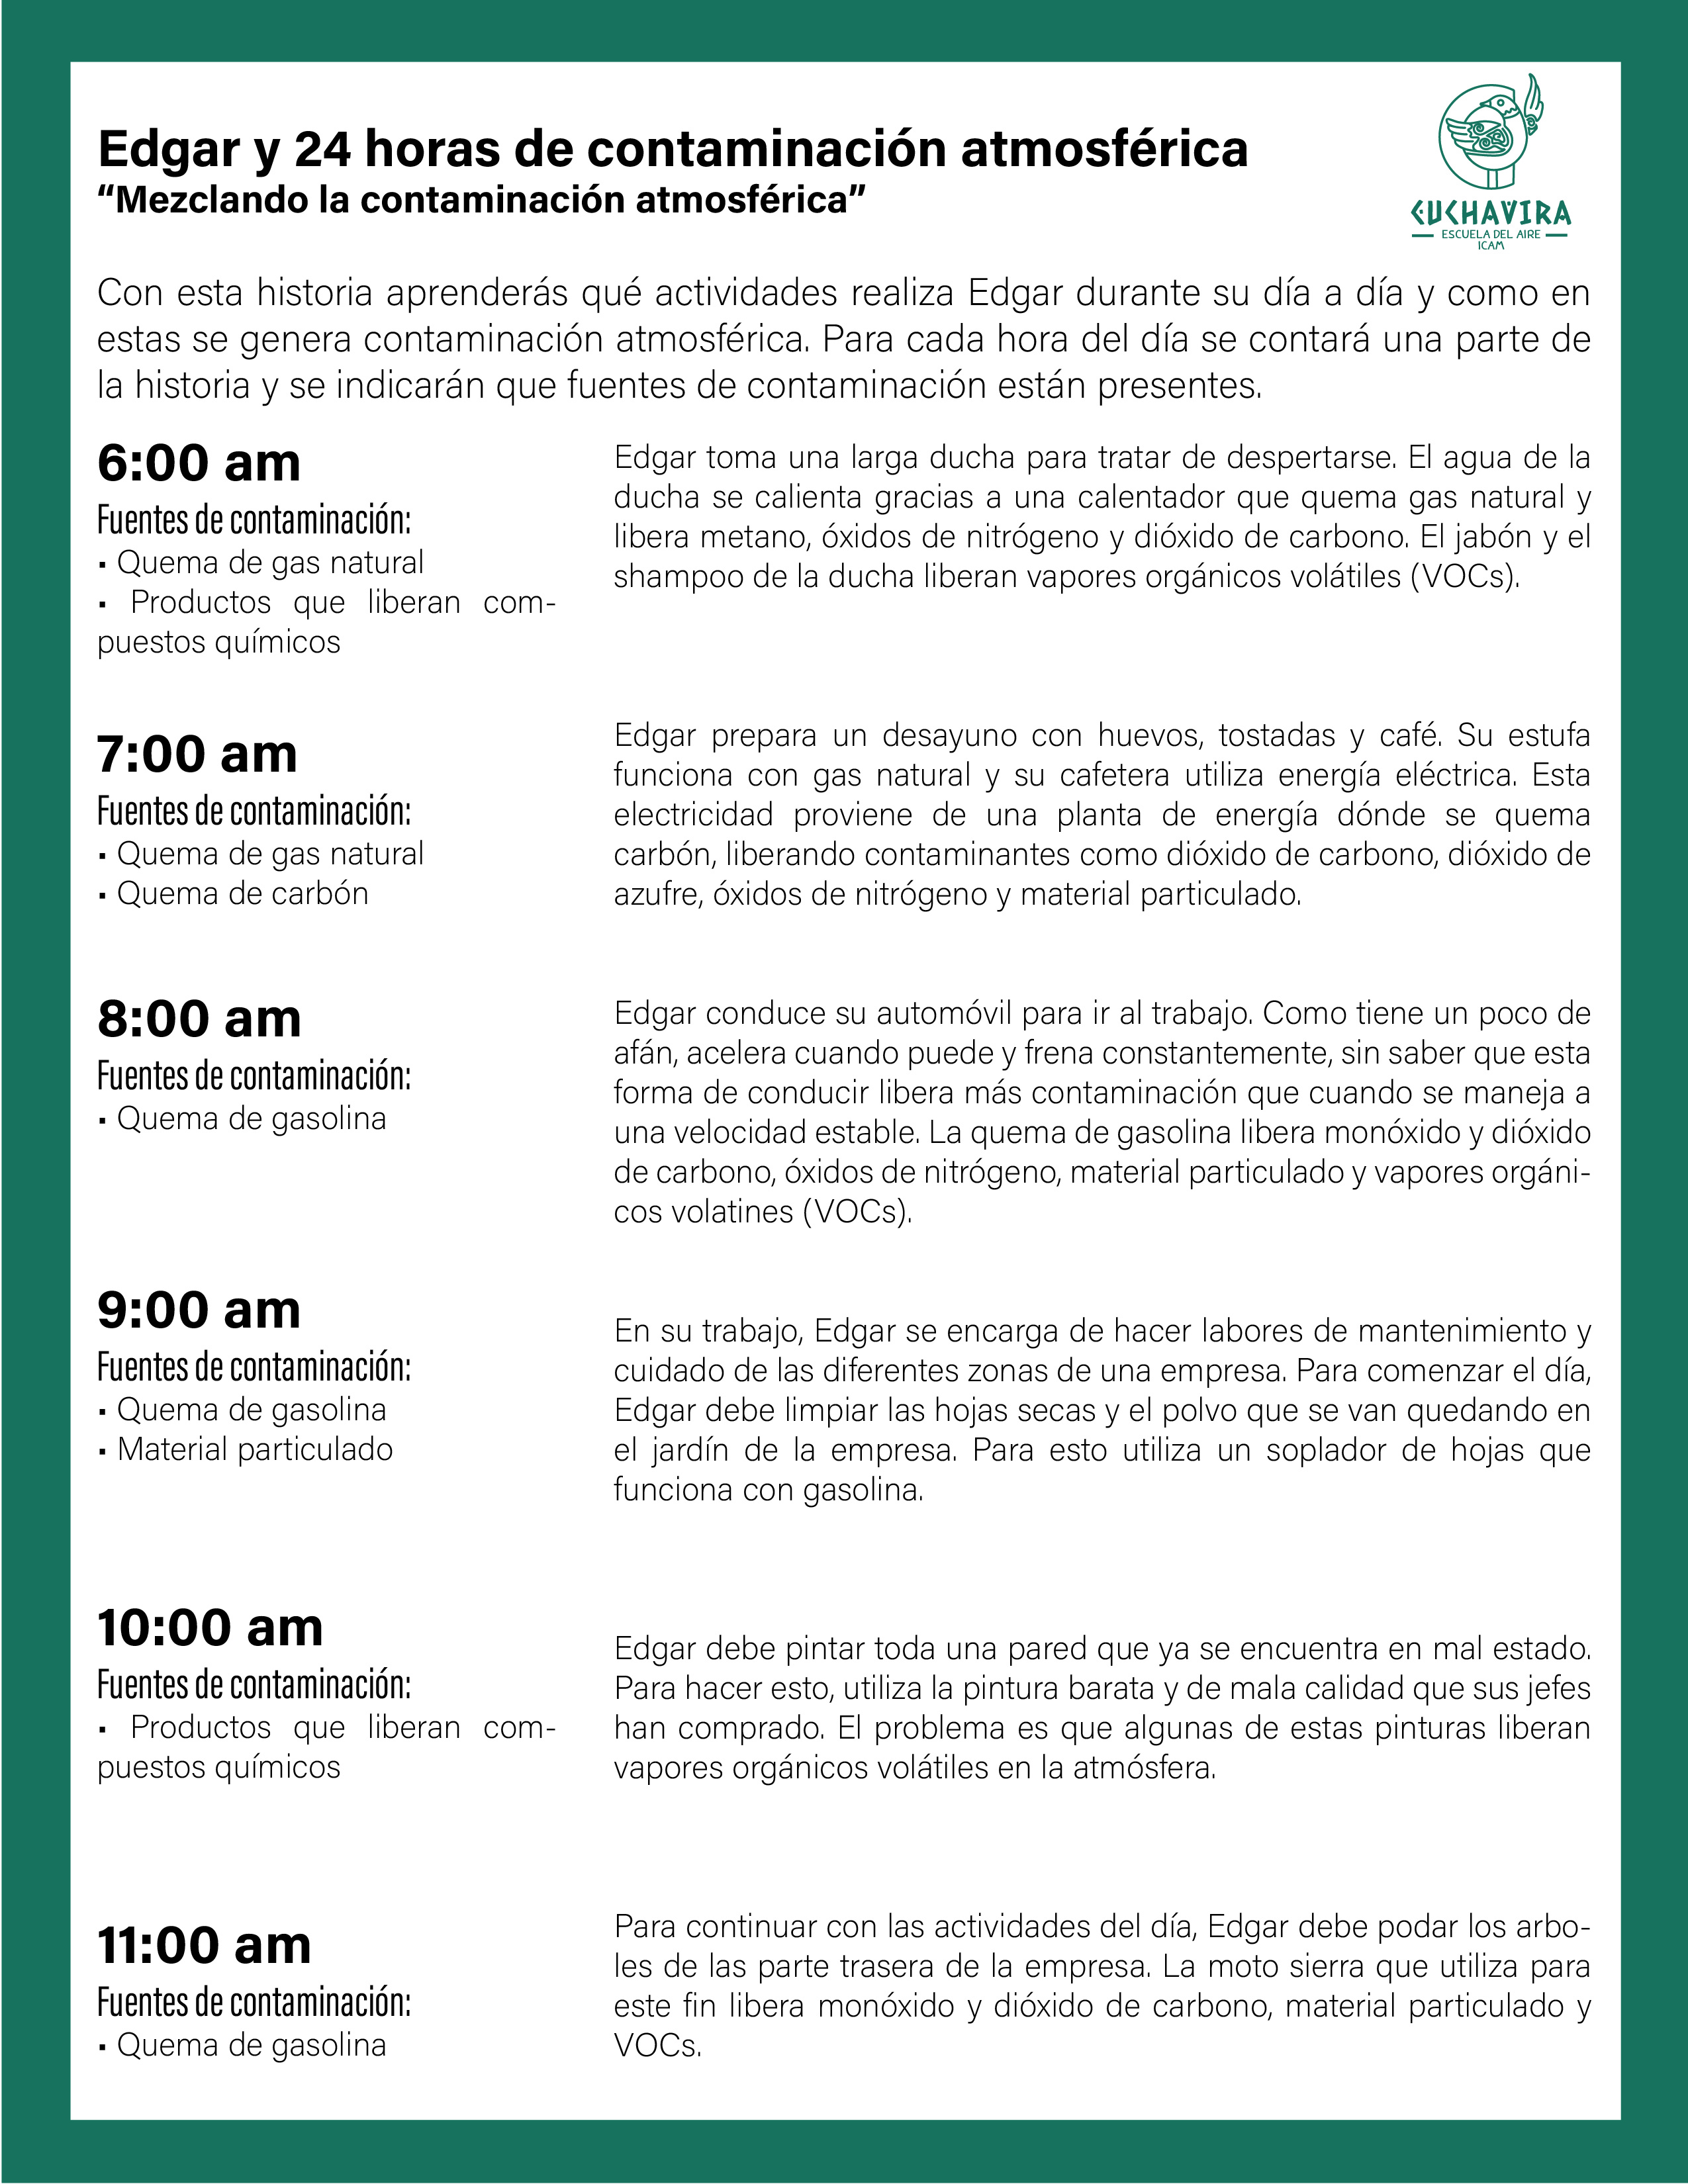 Edgar y 24 horas de contaminación atmosférica
“Mezclando la contaminación atmosférica”
CUCHAVIRA
ESCUELA DEL AIRE
ICAM
Con esta historia aprenderás qué actividades realiza Edgar durante su día a día y como en
estas se genera contaminación atmosférica. Para cada hora del día se contará una parte de
la historia y se indicarán que fuentes de contaminación están presentes.
6:00 am
Fuentes de contaminación:
• Quema de gas natural
• Productos que liberan com-
puestos químicos
Edgar toma una larga ducha para tratar de despertarse. El agua de la
ducha se calienta gracias a una calentador que quema gas natural y
libera metano, óxidos de nitrógeno y dióxido de carbono. El jabón y el
shampoo de la ducha liberan vapores orgánicos volátiles (VOCs).
7:00 am
Fuentes de contaminación:
• Quema de gas natural
• Quema de carbón
Edgar prepara un desayuno con huevos, tostadas y café. Su estufa
funciona con gas natural y su cafetera utiliza energía eléctrica. Esta
electricidad proviene de una planta de energía dónde se quema
carbón, liberando contaminantes como dióxido de carbono, dióxido de
azufre, óxidos de nitrógeno y material particulado.
8:00 am
Fuentes de contaminación:
• Quema de gasolina
Edgar conduce su automóvil para ir al trabajo. Como tiene un poco de
afán, acelera cuando puede y frena constantemente, sin saber que esta
forma de conducir libera más contaminación que cuando se maneja a
una velocidad estable. La quema de gasolina libera monóxido y dióxido
de carbono, óxidos de nitrógeno, material particulado y vapores orgáni-
cos volatines (VOCs).
9:00 am
Fuentes de contaminación:
• Quema de gasolina
• Material particulado
En su trabajo, Edgar se encarga de hacer labores de mantenimiento y
cuidado de las diferentes zonas de una empresa. Para comenzar el día,
Edgar debe limpiar las hojas secas y el polvo que se van quedando en
el jardín de la empresa. Para esto utiliza un soplador de hojas que
funciona con gasolina.
10:00 am
Fuentes de contaminación:
• Productos que liberan com-
puestos químicos
Edgar debe pintar toda una pared que ya se encuentra en mal estado.
Para hacer esto, utiliza la pintura barata y de mala calidad que sus jefes
han comprado. El problema es que algunas de estas pinturas liberan
vapores orgánicos volátiles en la atmósfera.
11:00 am
Fuentes de contaminación:
• Quema de gasolina
Para continuar con las actividades del día, Edgar debe podar los arbo-
les de las parte trasera de la empresa. La moto sierra que utiliza para
este fin libera monóxido y dióxido de carbono, material particulado y
VOCs.